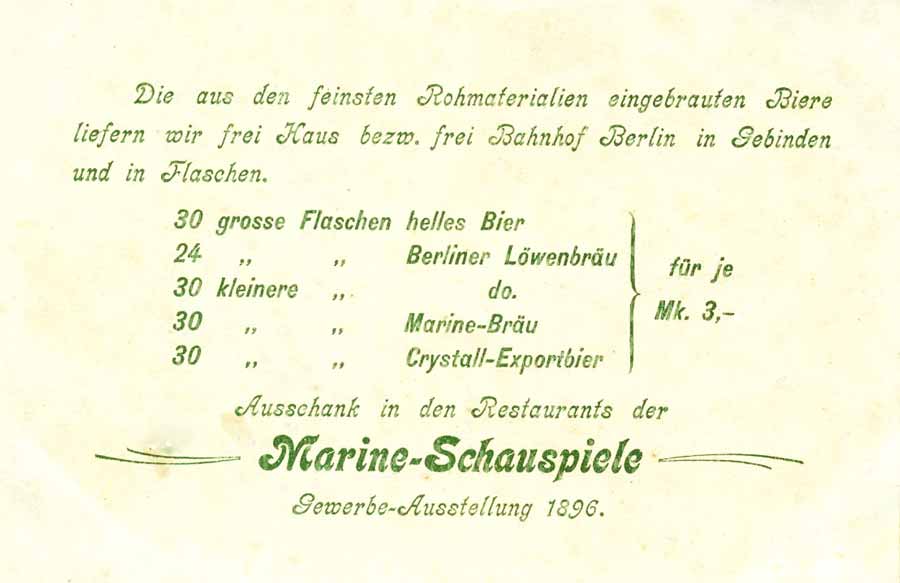 Die aus den feinsten Rohmaterialien eingebrauten Biere
liefern wir frei Haus bezw. frei Bahnhof Berlin in Gebinden
und in Flaschen.
30 grosse Flaschen helles Bier
24 „ „ Berliner Löwenbräu
30 kleinere „ do.
30 „ „ Marine-Bräu
30 „ „ Crystall-Exportbier
für je
Mk. 3,-
Ausschank in den Restaurants der
Marine-Schauspiele
Gewerbe-Ausstellung 1896.